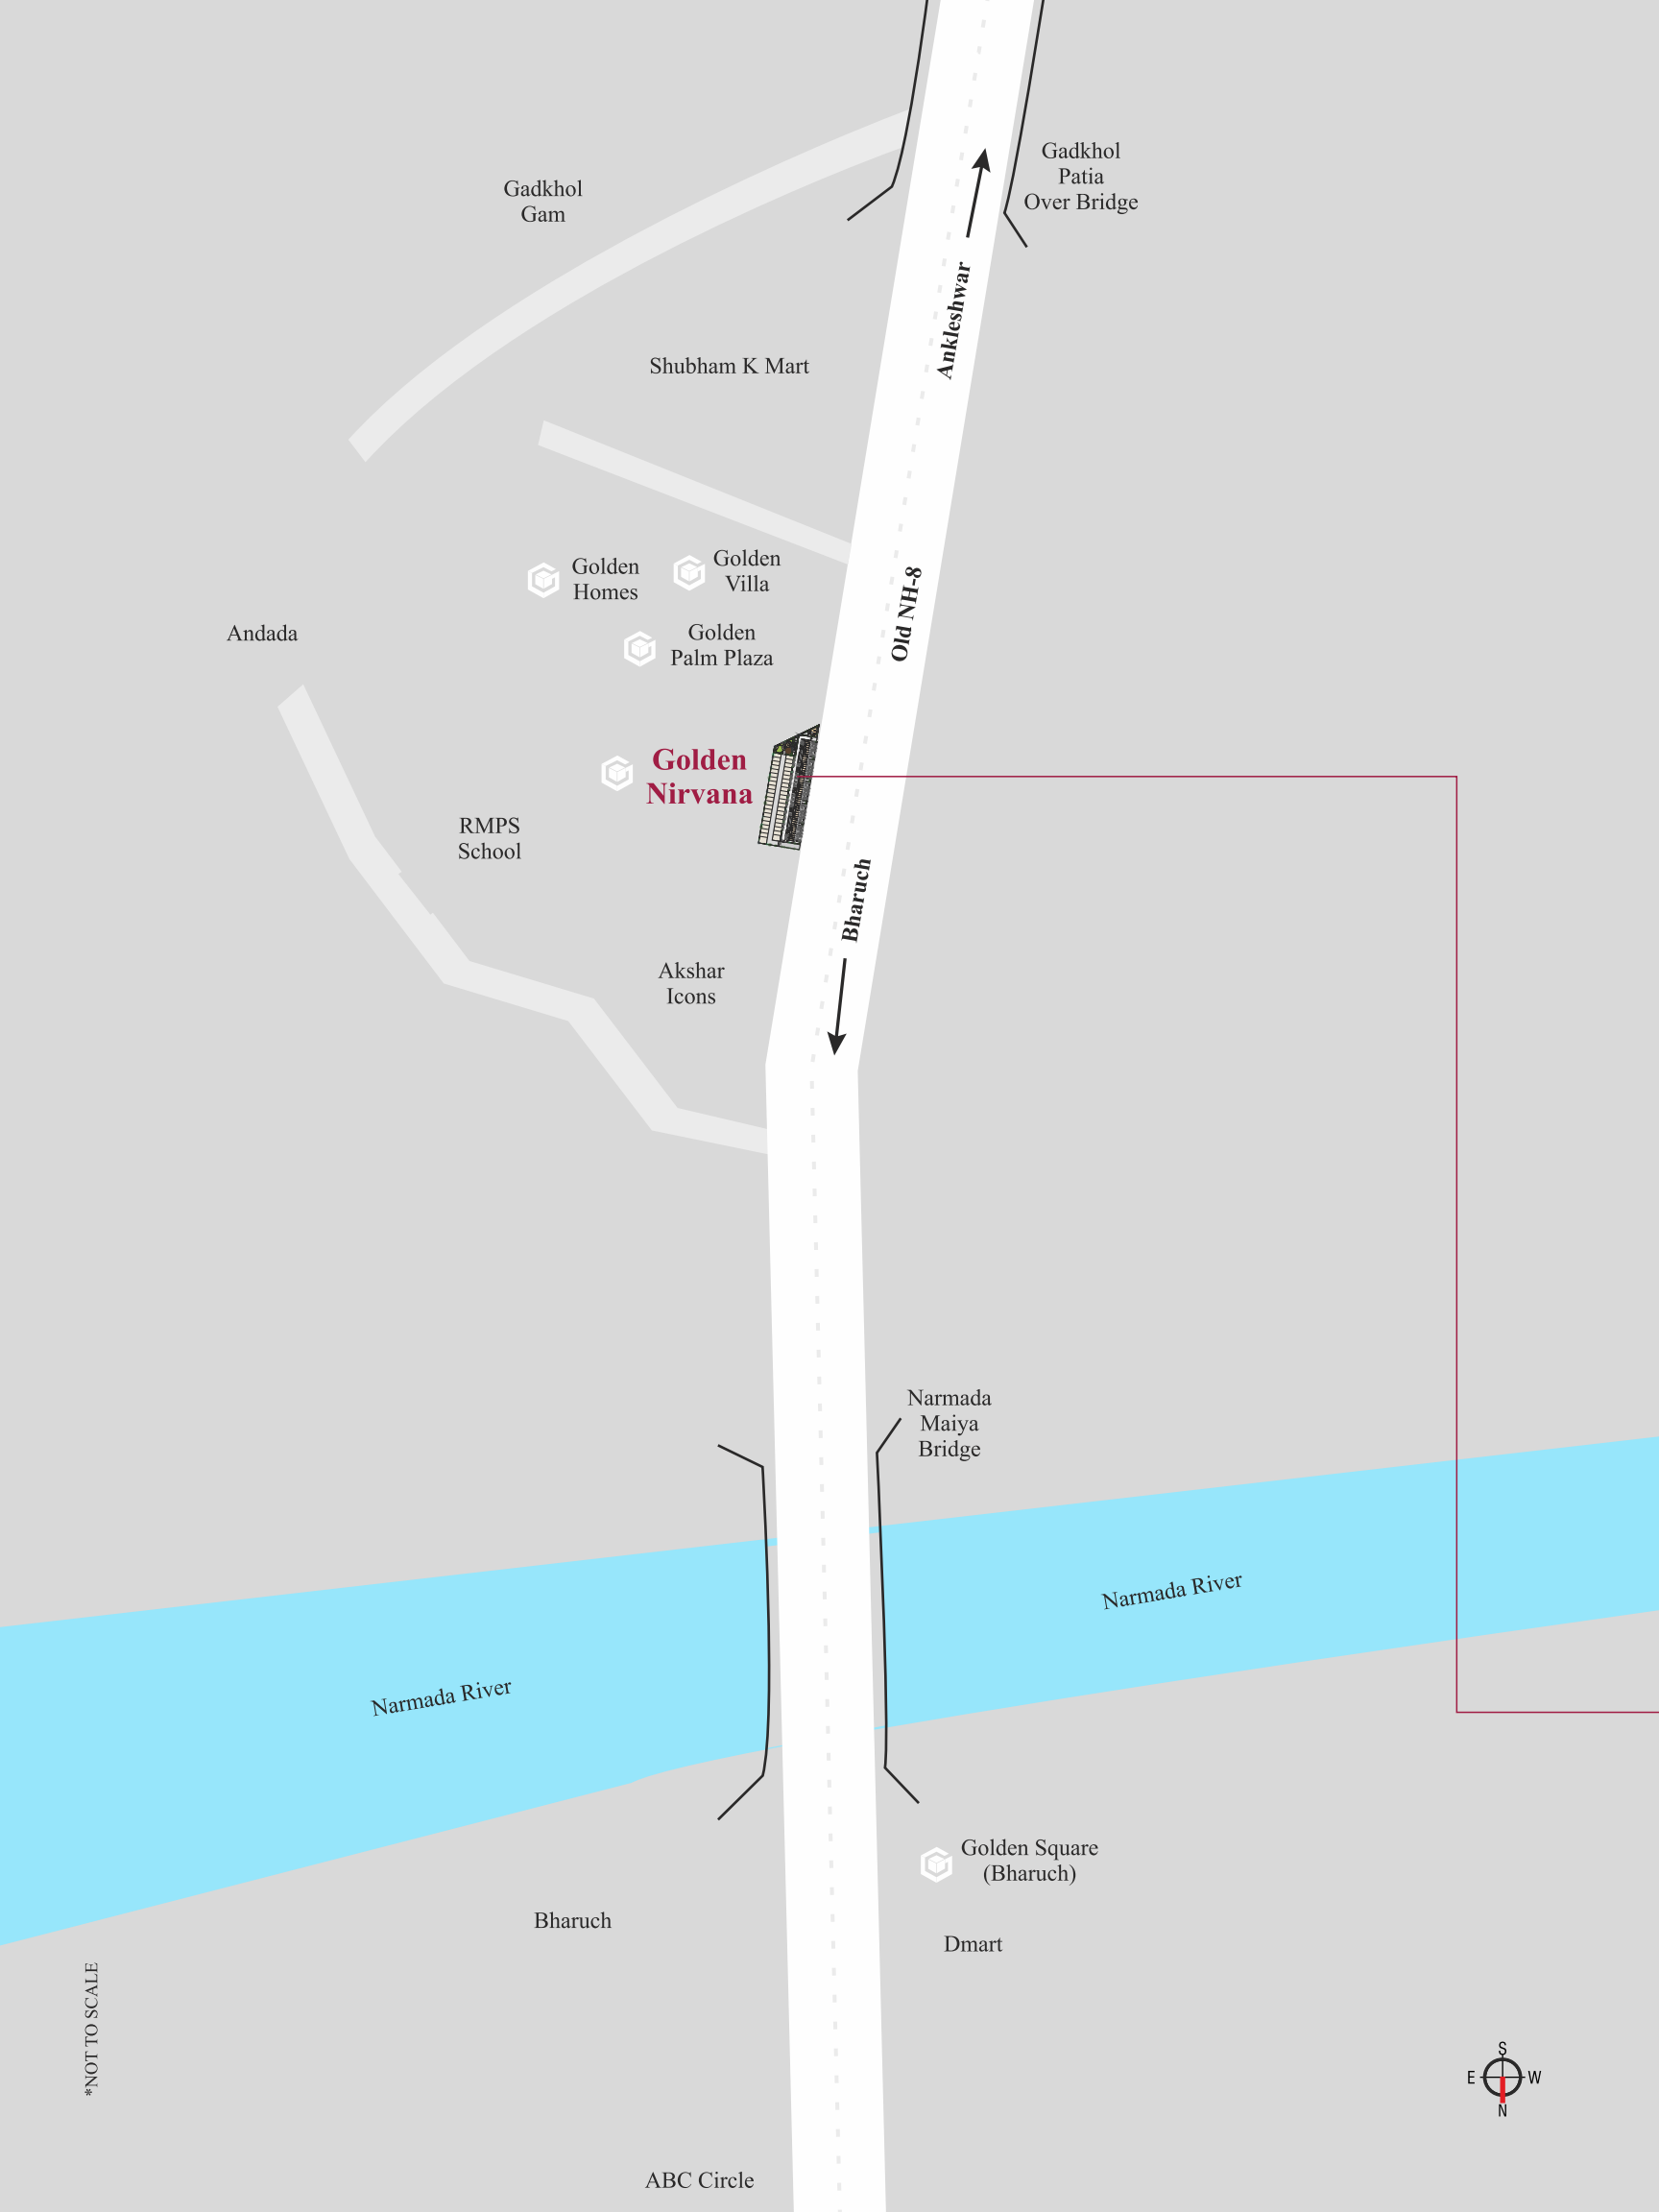 Gadkhol
Patia
Over Bridge
Gadkhol
Gam
Ankleshwar
Shubham K Mart
Golden
Villa
Golden
Homes
Old NH-8
Golden
Palm Plaza
Andada
Golden
Nirvana
RMPS
School
Bharuch
Akshar
Icons
Narmada
Maiya
Bridge
Narmada River
Narmada River
Golden Square
(Bharuch)
Bharuch
Dmart
*NOT TO SCALE
S
E
W
N
ABC Circle